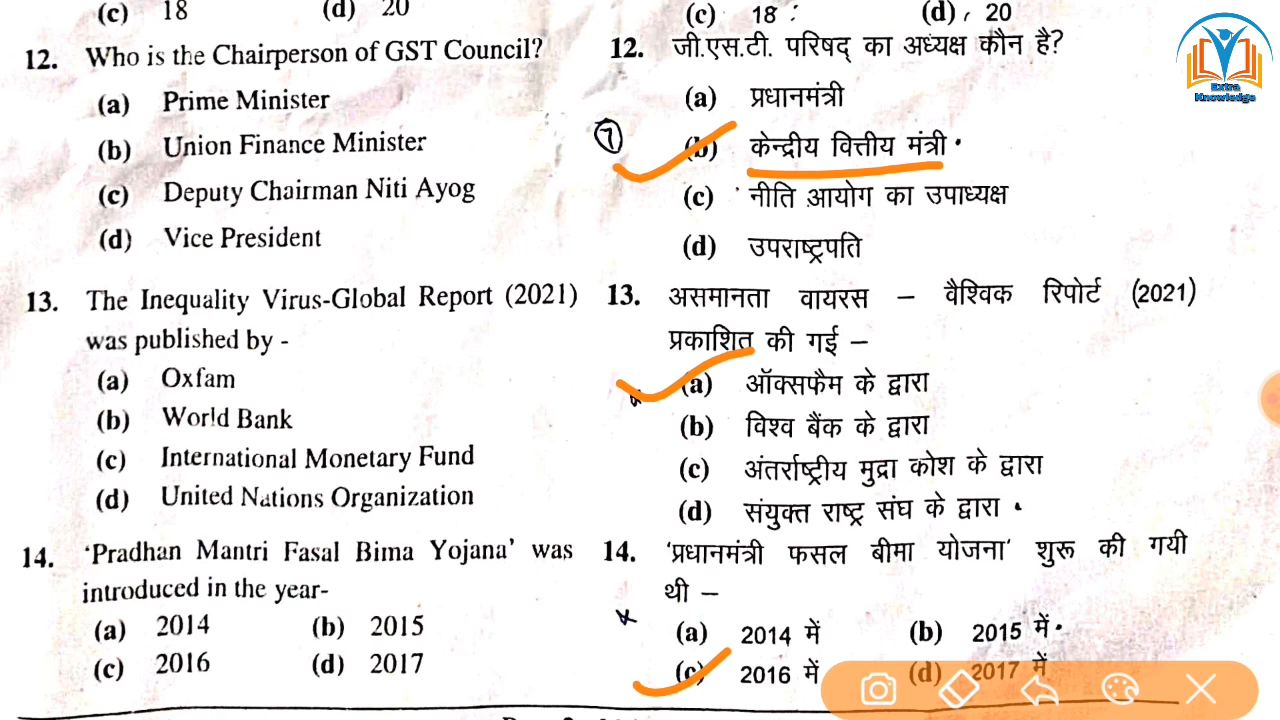 (c) 18 (d) 20
12. Who is the Chairperson of GST Council?
(a) Prime Minister
(b) Union Finance Minister
(c) Deputy Chairman Niti Ayog
(d) Vice President
13. The Inequality Virus-Global Report (2021)
was published by -
(a) Oxfam
(b) World Bank
(c) International Monetary Fund
(d) United Nations Organization
14. 'Pradhan Mantri Fasal Bima Yojana' was
introduced in the year-
(a) 2014 (b) 2015
(c) 2016 (d) 2017
(c) 18 (d) 20
12. जी.एस.टी. परिषद् का अध्यक्ष कौन है?
(a) प्रधानमंत्री
(b) केन्द्रीय वित्तीय मंत्री
(c) नीति आयोग का उपाध्यक्ष
(d) उपराष्ट्रपति
13. असमानता वायरस – वैश्विक रिपोर्ट (2021)
प्रकाशित की गई –
(a) ऑक्सफैम के द्वारा
(b) विश्व बैंक के द्वारा
(c) अंतर्राष्ट्रीय मुद्रा कोश के द्वारा
(d) संयुक्त राष्ट्र संघ के द्वारा
14. 'प्रधानमंत्री फसल बीमा योजना' शुरू की गयी
थी –
(a) 2014 में (b) 2015 में
(c) 2016 में (d) 2017 में
Extra
Knowledge